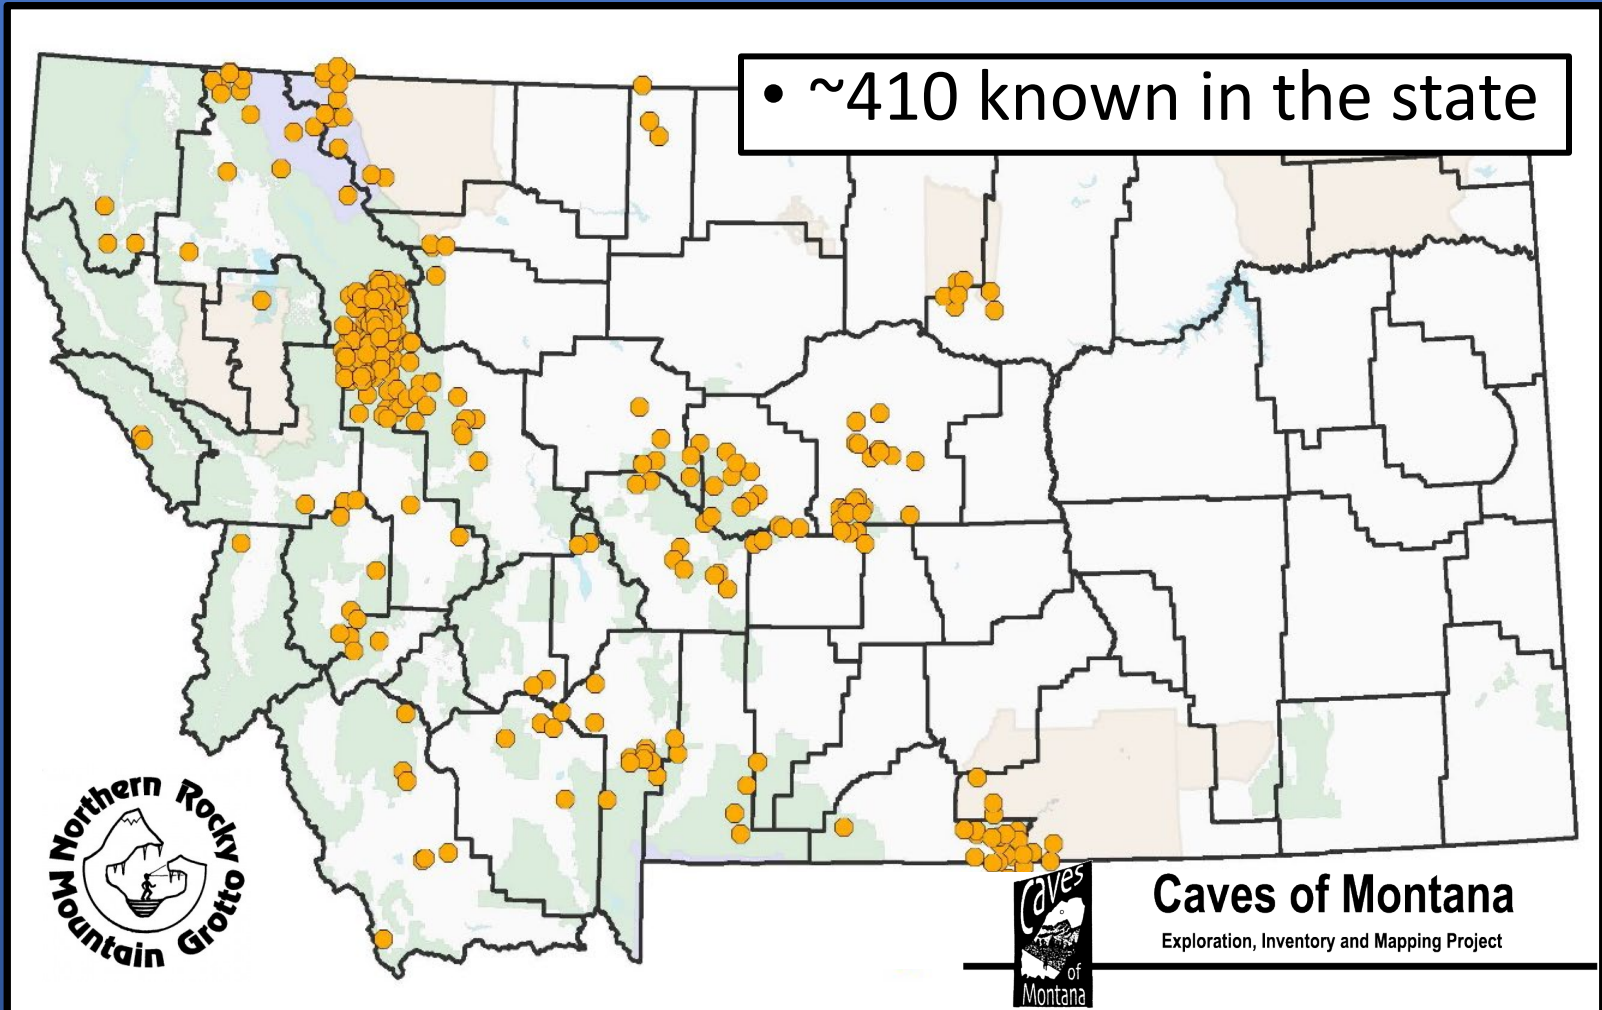 • ~410 known in the state
Northern Rocky
Mountain Grotto
Caves
of
Montana
Caves of Montana
Exploration, Inventory and Mapping Project